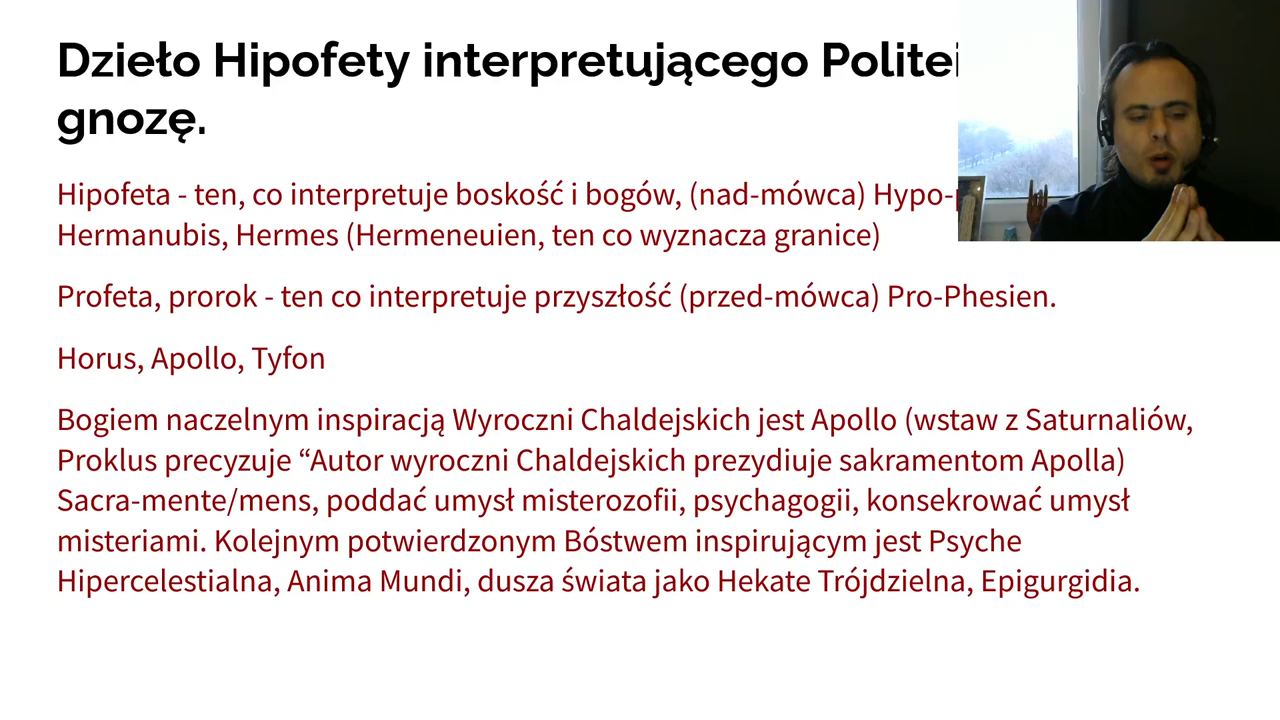 Dzieło Hipofety interpretującego
gnozę.
Hipofeta - ten, co interpretuje boskość i bogów, (nad-mówca)
Hermanubis, Hermes (Hermeneuien, ten co wyznacza granice)
Profeta, prorok - ten co interpretuje przyszłość (przed-mówca) Pro-Phesien.
Horus, Apollo, Tyfon
Bogiem naczelnym inspiracją Wyroczni Chaldejskich jest Apollo (wstaw z Saturnaliów,
Proklus precyzuje “Autor wyroczni Chaldejskich prezydiuje sakramentom Apolla)
Sacra-mente/mens, poddać umysł misterozofii, psychagogii, konsekrować umysł
misteriami. Kolejnym potwierdzonym Bóstwem inspirującym jest Psyche
Hipercelestialna, Anima Mundi, dusza świata jako Hekate Trójdzielna, Epigurgidia.